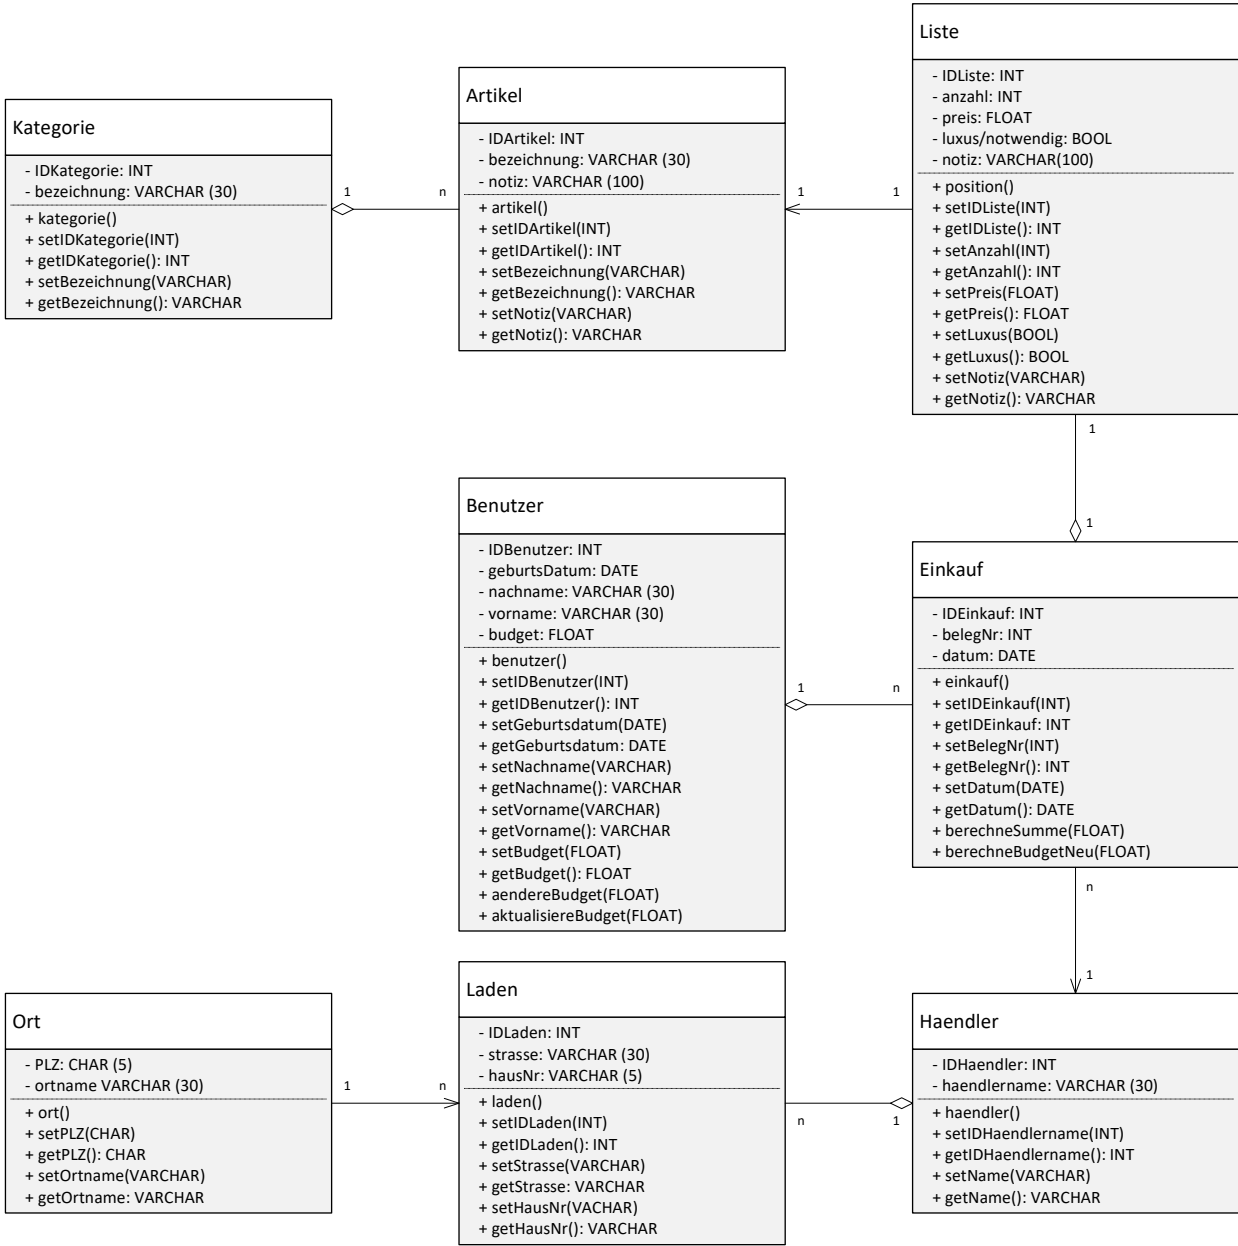 Kategorie
- IDKategorie: INT
- bezeichnung: VARCHAR (30)
+ kategorie()
+ setIDKategorie(INT)
+ getIDKategorie(): INT
+ setBezeichnung(VARCHAR)
+ getBezeichnung(): VARCHAR
1
n
Artikel
- IDArtikel: INT
- bezeichnung: VARCHAR (30)
- notiz: VARCHAR (100)
+ artikel()
+ setIDArtikel(INT)
+ getIDArtikel(): INT
+ setBezeichnung(VARCHAR)
+ getBezeichnung(): VARCHAR
+ setNotiz(VARCHAR)
+ getNotiz(): VARCHAR
1
1
Liste
- IDListe: INT
- anzahl: INT
- preis: FLOAT
- luxus/notwendig: BOOL
- notiz: VARCHAR(100)
+ position()
+ setIDListe(INT)
+ getIDListe(): INT
+ setAnzahl(INT)
+ getAnzahl(): INT
+ setPreis(FLOAT)
+ getPreis(): FLOAT
+ setLuxus(BOOL)
+ getLuxus(): BOOL
+ setNotiz(VARCHAR)
+ getNotiz(): VARCHAR
1
1
Benutzer
- IDBenutzer: INT
- geburtsDatum: DATE
- nachname: VARCHAR (30)
- vorname: VARCHAR (30)
- budget: FLOAT
+ benutzer()
+ setIDBenutzer(INT)
+ getIDBenutzer(): INT
+ setGeburtsdatum(DATE)
+ getGeburtsdatum: DATE
+ setNachname(VARCHAR)
+ getNachname(): VARCHAR
+ setVorname(VARCHAR)
+ getVorname(): VARCHAR
+ setBudget(FLOAT)
+ getBudget(): FLOAT
+ aendereBudget(FLOAT)
+ aktualisiereBudget(FLOAT)
1
n
Einkauf
- IDEinkauf: INT
- belegNr: INT
- datum: DATE
+ einkauf()
+ setIDEinkauf(INT)
+ getIDEinkauf: INT
+ setBelegNr(INT)
+ getBelegNr(): INT
+ setDatum(DATE)
+ getDatum(): DATE
+ berechneSumme(FLOAT)
+ berechneBudgetNeu(FLOAT)
n
1
Ort
- PLZ: CHAR (5)
- ortname VARCHAR (30)
+ ort()
+ setPLZ(CHAR)
+ getPLZ(): CHAR
+ setOrtname(VARCHAR)
+ getOrtname: VARCHAR
1
n
Laden
- IDLaden: INT
- strasse: VARCHAR (30)
- hausNr: VARCHAR (5)
+ laden()
+ setIDLaden(INT)
+ getIDLaden(): INT
+ setStrasse(VARCHAR)
+ getStrasse: VARCHAR
+ setHausNr(VACHAR)
+ getHausNr(): VARCHAR
n
1
Haendler
- IDHaendler: INT
- haendlername: VARCHAR (30)
+ haendler()
+ setIDHaendlername(INT)
+ getIDHaendlername(): INT
+ setName(VARCHAR)
+ getName(): VARCHAR